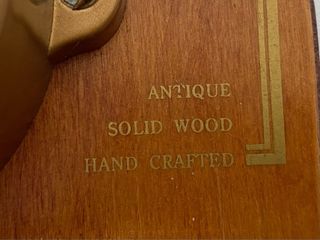 ANTIQUE
SOLID WOOD
HAND CRAFTED